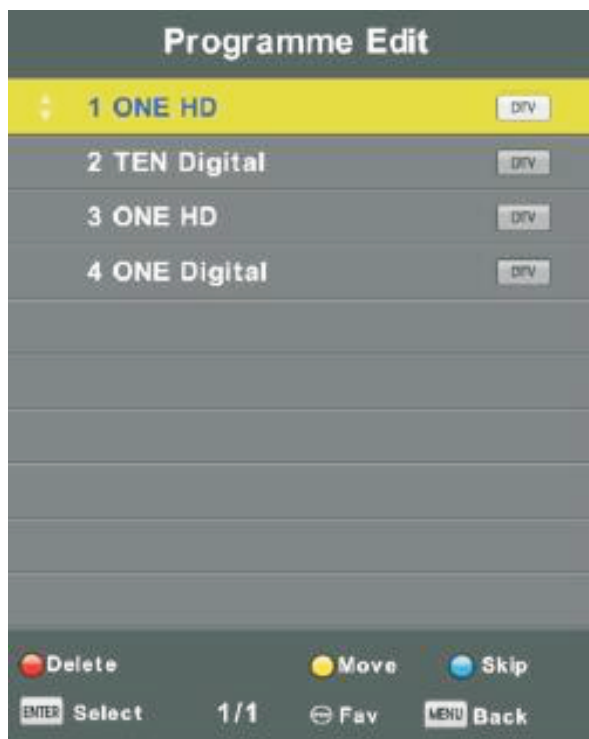 Programme Edit
1 ONE HD DTV
2 TEN Digital DTV
3 ONE HD DTV
4 ONE Digital DTV
Delete Move Skip
ENTER Select 1/1 Fav MENU Back